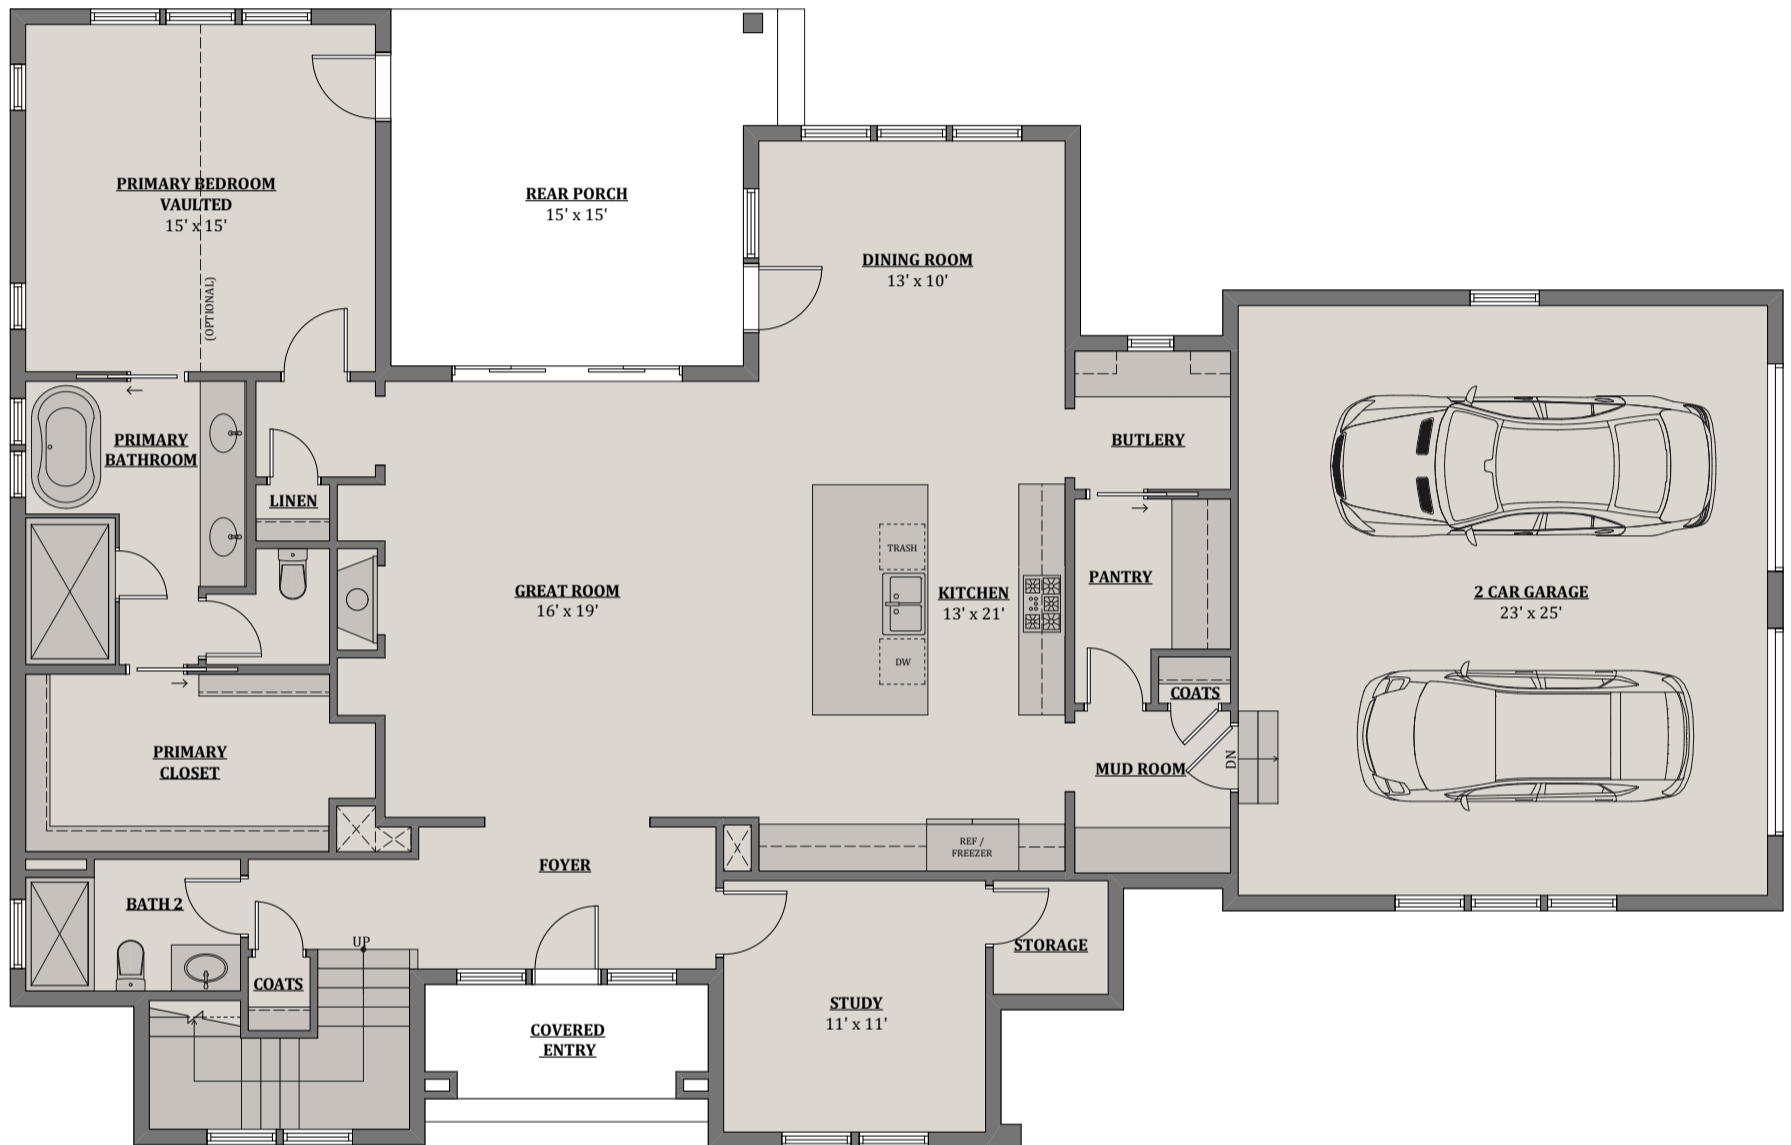 PRIMARY BEDROOM
VAULTED
15' x 15'
(OPTIONAL)
REAR PORCH
15' x 15'
DINING ROOM
13' x 10'
PRIMARY
BATHROOM
LINEN
BUTLERY
GREAT ROOM
16' x 19'
TRASH
DW
KITCHEN
13' x 21'
PANTRY
COATS
2 CAR GARAGE
23' x 25'
PRIMARY
CLOSET
MUD ROOM
DN
REF /
FREEZER
FOYER
BATH 2
UP
COATS
STORAGE
STUDY
11' x 11'
COVERED
ENTRY